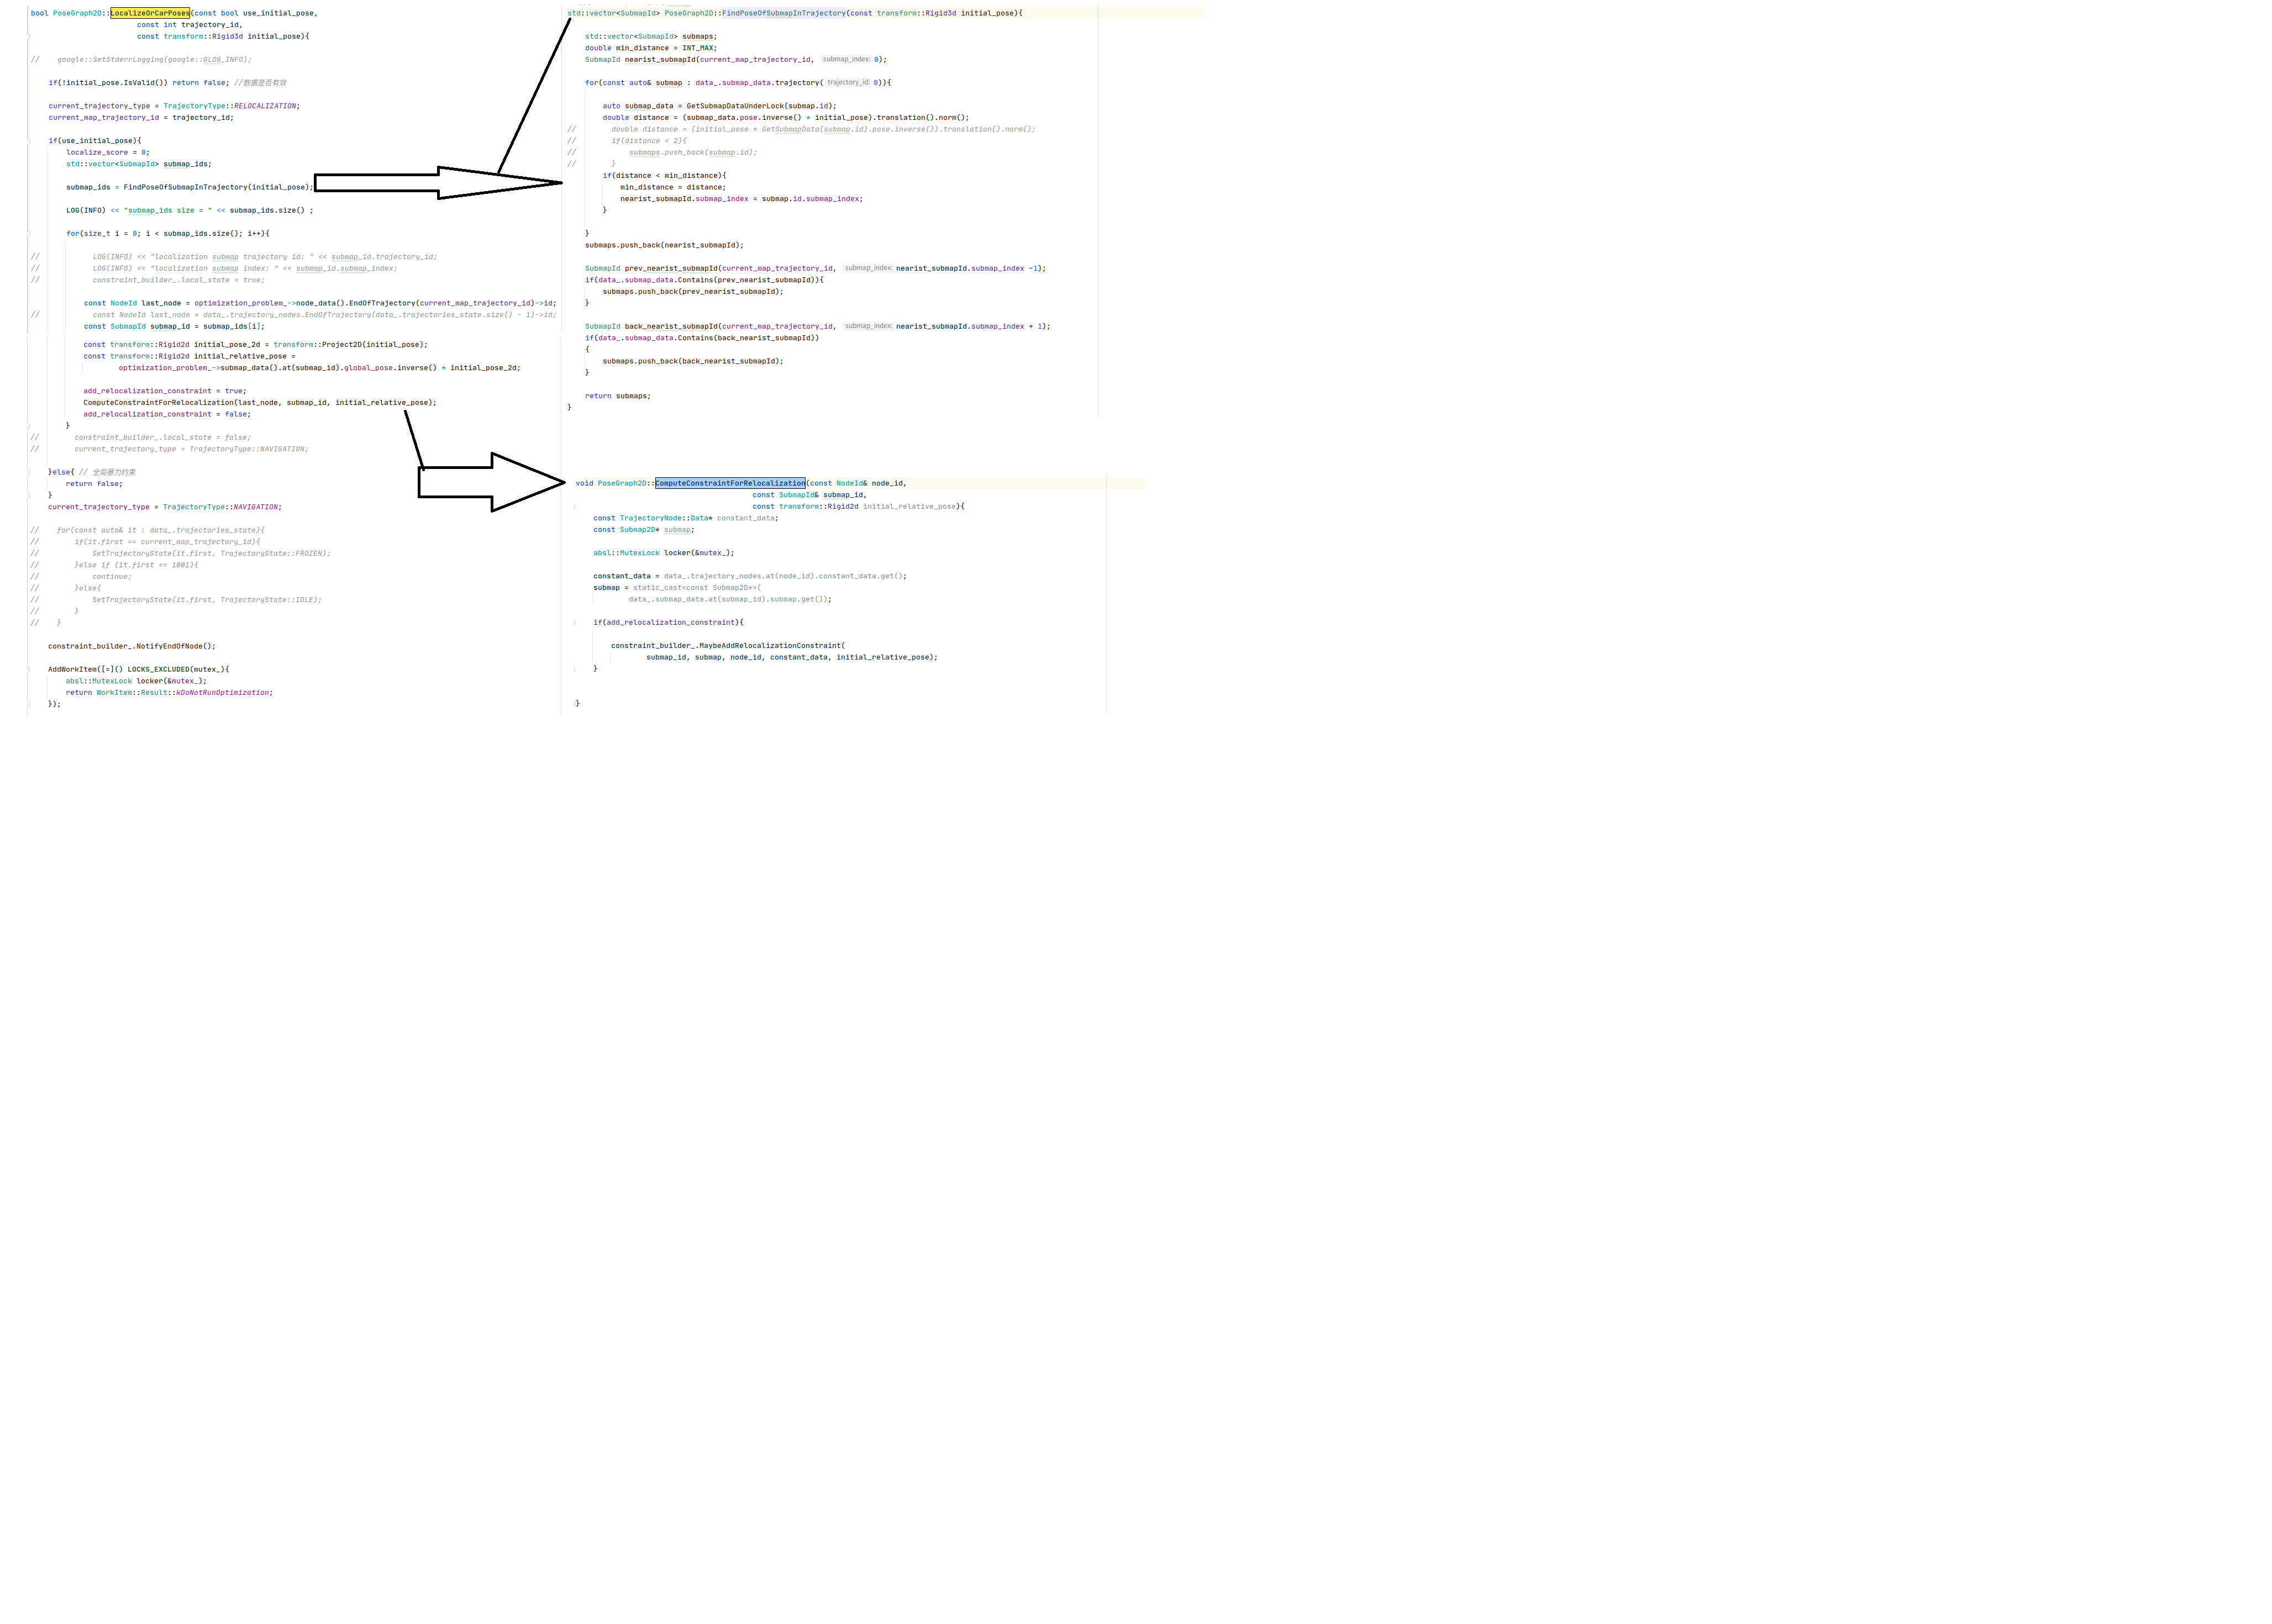 bool PoseGraph2D::LocalizeOrCarPoses(const bool use_initial_pose,
const int trajectory_id,
const transform::Rigid3d initial_pose){
//    google::SetStderrLogging(google::GLOG_INFO);
if(!initial_pose.IsValid()) return false; //数据是否有效
current_trajectory_type = TrajectoryType::RELOCALIZATION;
current_map_trajectory_id = trajectory_id;
if(use_initial_pose){
localize_score = 0;
std::vector<SubmapId> submap_ids;
submap_ids = FindPoseOfSubmapInTrajectory(initial_pose);
LOG(INFO) << "submap_ids size = " << submap_ids.size() ;
for(size_t i = 0; i < submap_ids.size(); i++){
//            LOG(INFO) << "localization submap trajectory id: " << submap_id.trajectory_id;
//            LOG(INFO) << "localization submap index: " << submap_id.submap_index;
//            constraint_builder_.local_state = true;
const NodeId last_node = optimization_problem_->node_data().EndOfTrajectory(current_map_trajectory_id)->id;
//            const NodeId last_node = data_.trajectory_nodes.EndOfTrajectory(data_.trajectories_state.size() - 1)->id;
const SubmapId submap_id = submap_ids[i];
const transform::Rigid2d initial_pose_2d = transform::Project2D(initial_pose);
const transform::Rigid2d initial_relative_pose =
optimization_problem_->submap_data().at(submap_id).global_pose.inverse() * initial_pose_2d;
add_relocalization_constraint = true;
ComputeConstraintForRelocalization(last_node, submap_id, initial_relative_pose);
add_relocalization_constraint = false;
}
//        constraint_builder_.local_state = false;
//        current_trajectory_type = TrajectoryType::NAVIGATION;
}else{ // 全局暴力约束
return false;
}
current_trajectory_type = TrajectoryType::NAVIGATION;
//    for(const auto& it : data_.trajectories_state){
//        if(it.first == current_map_trajectory_id){
//            SetTrajectoryState(it.first, TrajectoryState::FROZEN);
//        }else if (it.first == 1001){
//            continue;
//        }else{
//            SetTrajectoryState(it.first, TrajectoryState::IDLE);
//        }
//    }
constraint_builder_.NotifyEndOfNode();
AddWorkItem([=]() LOCKS_EXCLUDED(mutex_){
absl::MutexLock locker(&mutex_);
return WorkItem::Result::kDoNotRunOptimization;
});
std::vector<SubmapId> PoseGraph2D::FindPoseOfSubmapInTrajectory(const transform::Rigid3d initial_pose){
std::vector<SubmapId> submaps;
double min_distance = INT_MAX;
SubmapId nearist_submapId(current_map_trajectory_id, submap_index: 0);
for(const auto& submap : data_.submap_data.trajectory( trajectory_id: 0)){
auto submap_data = GetSubmapDataUnderLock(submap.id);
double distance = (submap_data.pose.inverse() * initial_pose).translation().norm();
//        double distance = (initial_pose * GetSubmapData(submap.id).pose.inverse()).translation().norm();
//        if(distance < 2){
//            submaps.push_back(submap.id);
//        }
if(distance < min_distance){
min_distance = distance;
nearist_submapId.submap_index = submap.id.submap_index;
}
}
submaps.push_back(nearist_submapId);
SubmapId prev_nearist_submapId(current_map_trajectory_id, submap_index: nearist_submapId.submap_index -1);
if(data_.submap_data.Contains(prev_nearist_submapId)){
submaps.push_back(prev_nearist_submapId);
}
SubmapId back_nearist_submapId(current_map_trajectory_id, submap_index: nearist_submapId.submap_index + 1);
if(data_.submap_data.Contains(back_nearist_submapId))
{
submaps.push_back(back_nearist_submapId);
}
return submaps;
}
void PoseGraph2D::ComputeConstraintForRelocalization(const NodeId& node_id,
const SubmapId& submap_id,
const transform::Rigid2d initial_relative_pose){
const TrajectoryNode::Data* constant_data;
const Submap2D* submap;
absl::MutexLock locker(&mutex_);
constant_data = data_.trajectory_nodes.at(node_id).constant_data.get();
submap = static_cast<const Submap2D*>(
data_.submap_data.at(submap_id).submap.get());
if(add_relocalization_constraint){
constraint_builder_.MaybeAddRelocalizationConstraint(
submap_id, submap, node_id, constant_data, initial_relative_pose);
}
}